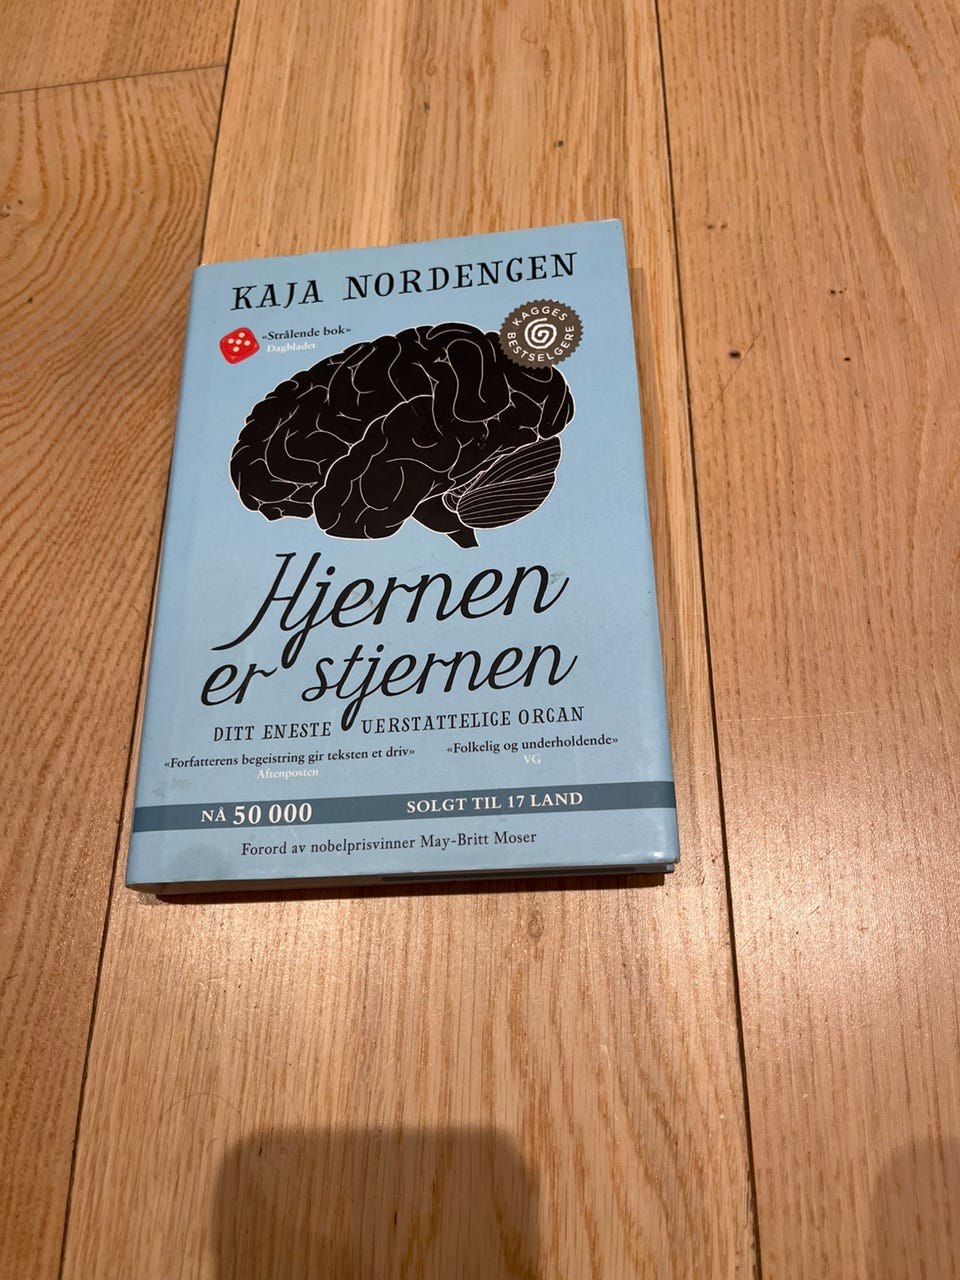 KAJA NORDENGEN
«Strålende bok»
Dagbladet
KAGGES
BESTSELGERE
Hjernen
er stjernen
DITT ENESTE UERSTATTELIGE ORGAN
«Forfatterens begeistring gir teksten et driv»
Aftenposten
«Folkelig og underholdende»
VG
NÅ 50 000
SOLGT TIL 17 LAND
Forord av nobelprisvinner May-Britt Moser